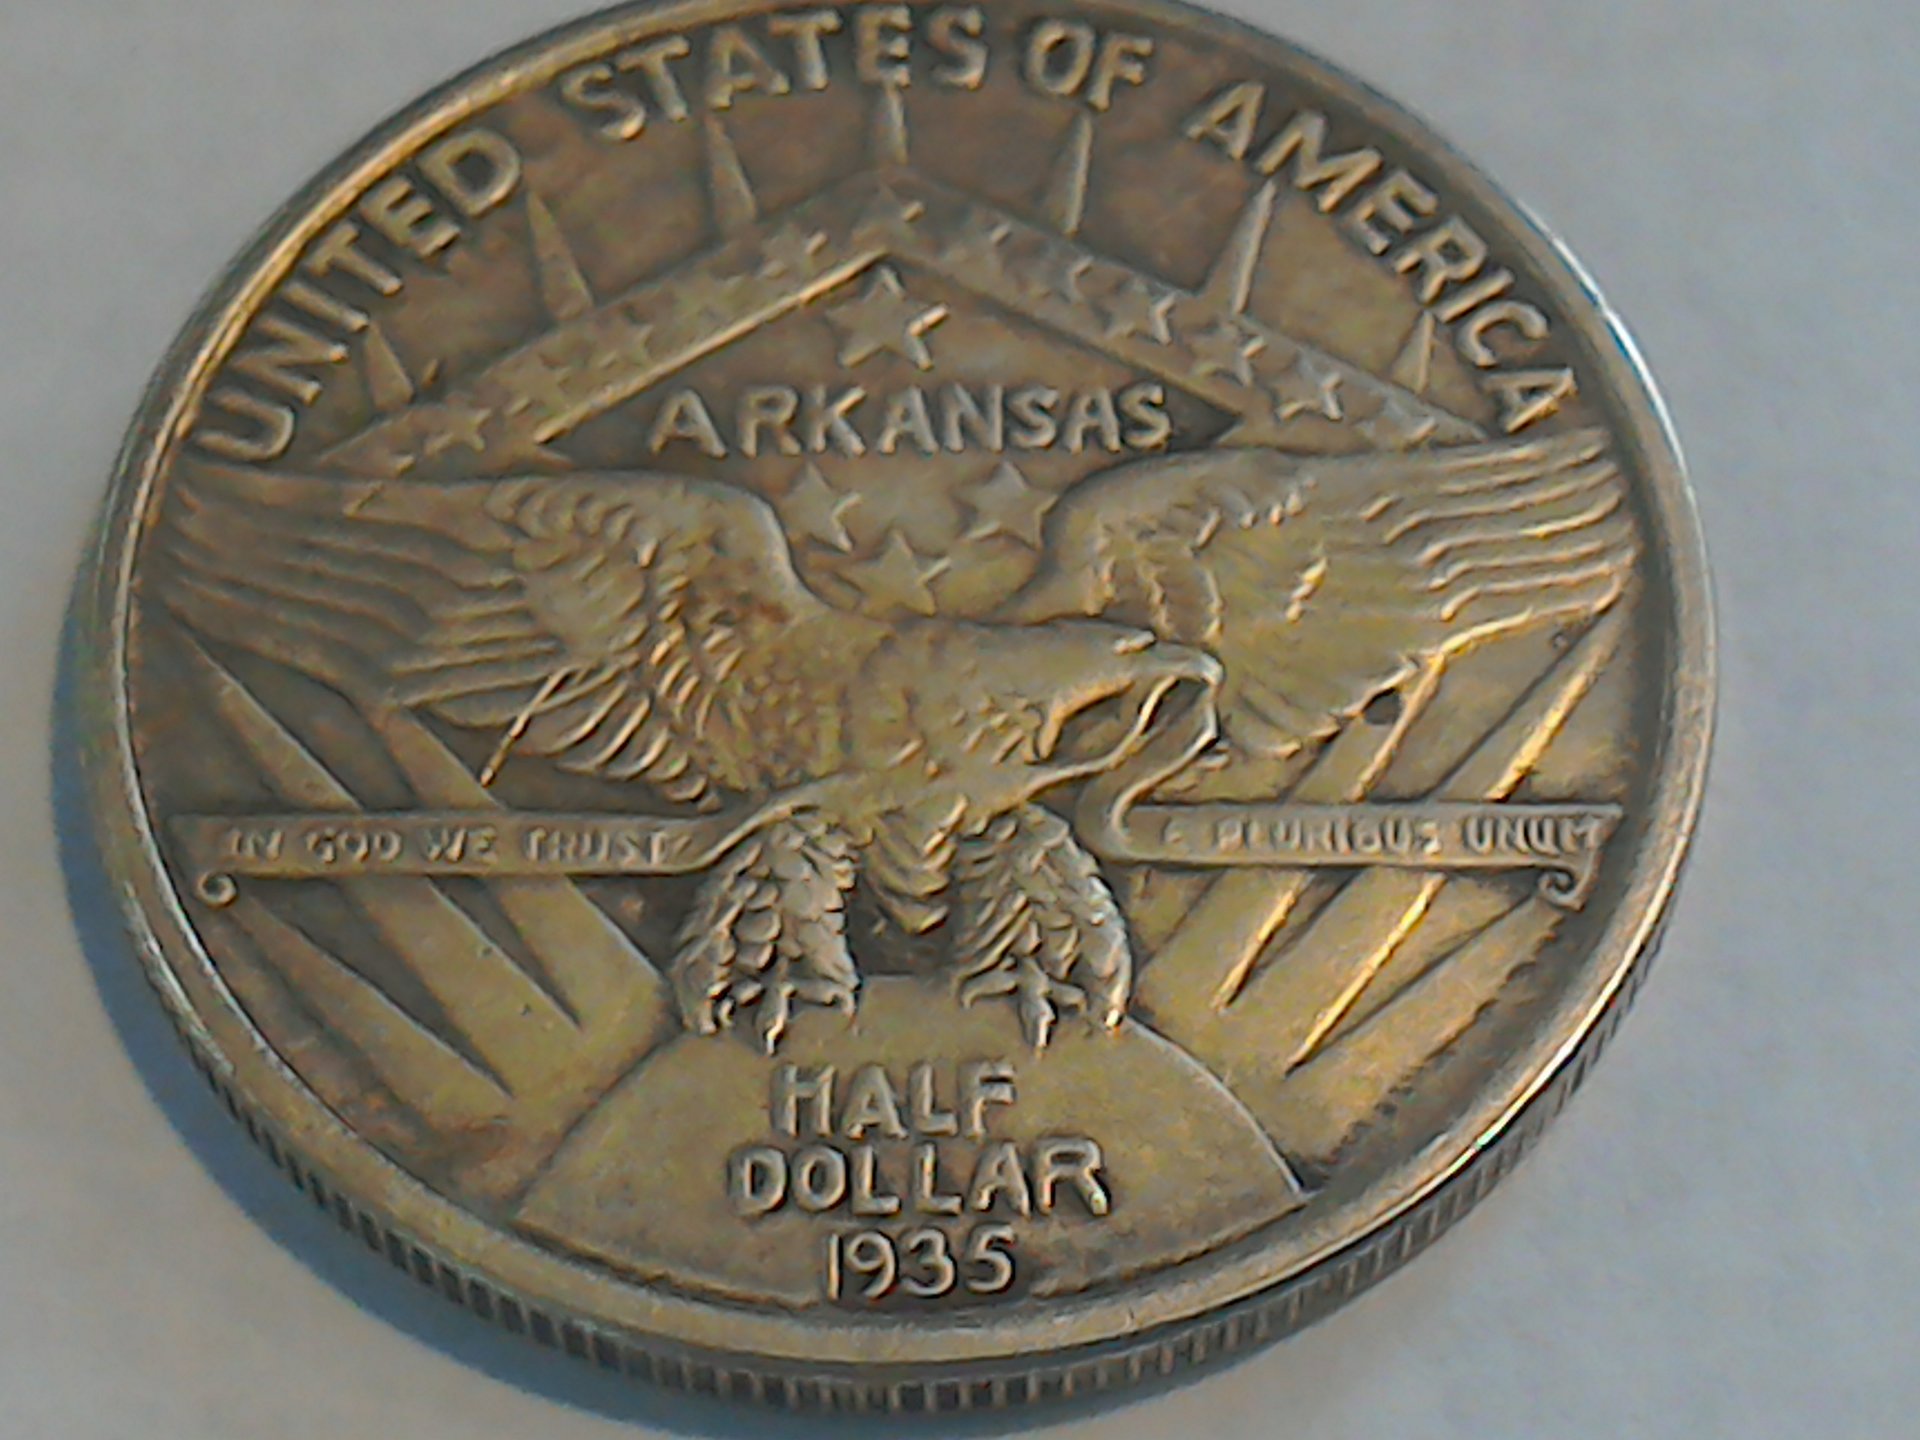 UNITED STATES OF AMERICA
ARKANSAS
IN GOD WE TRUST
E PLURIBUS UNUM
HALF
DOLLAR
1935